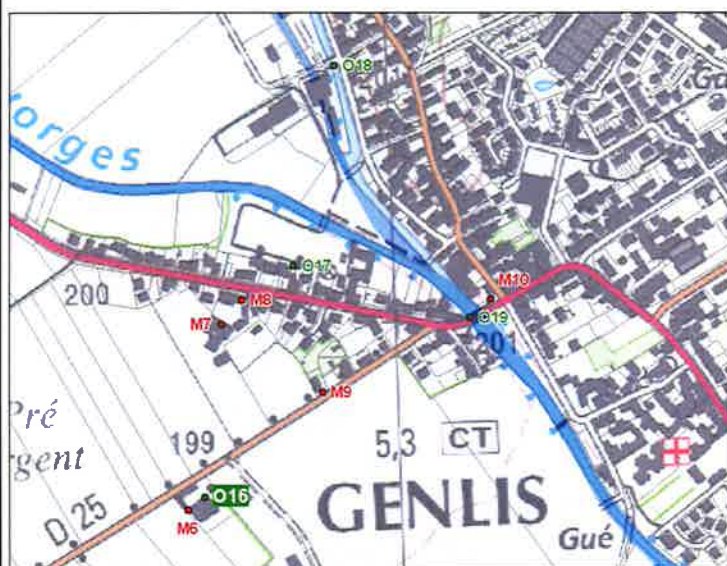 O18
orges
O17
200
M8
M10
M7
O19
201
M9
Pré
rgent
199
5,3
CT
O16
M6
D 25
GENLIS
Gué